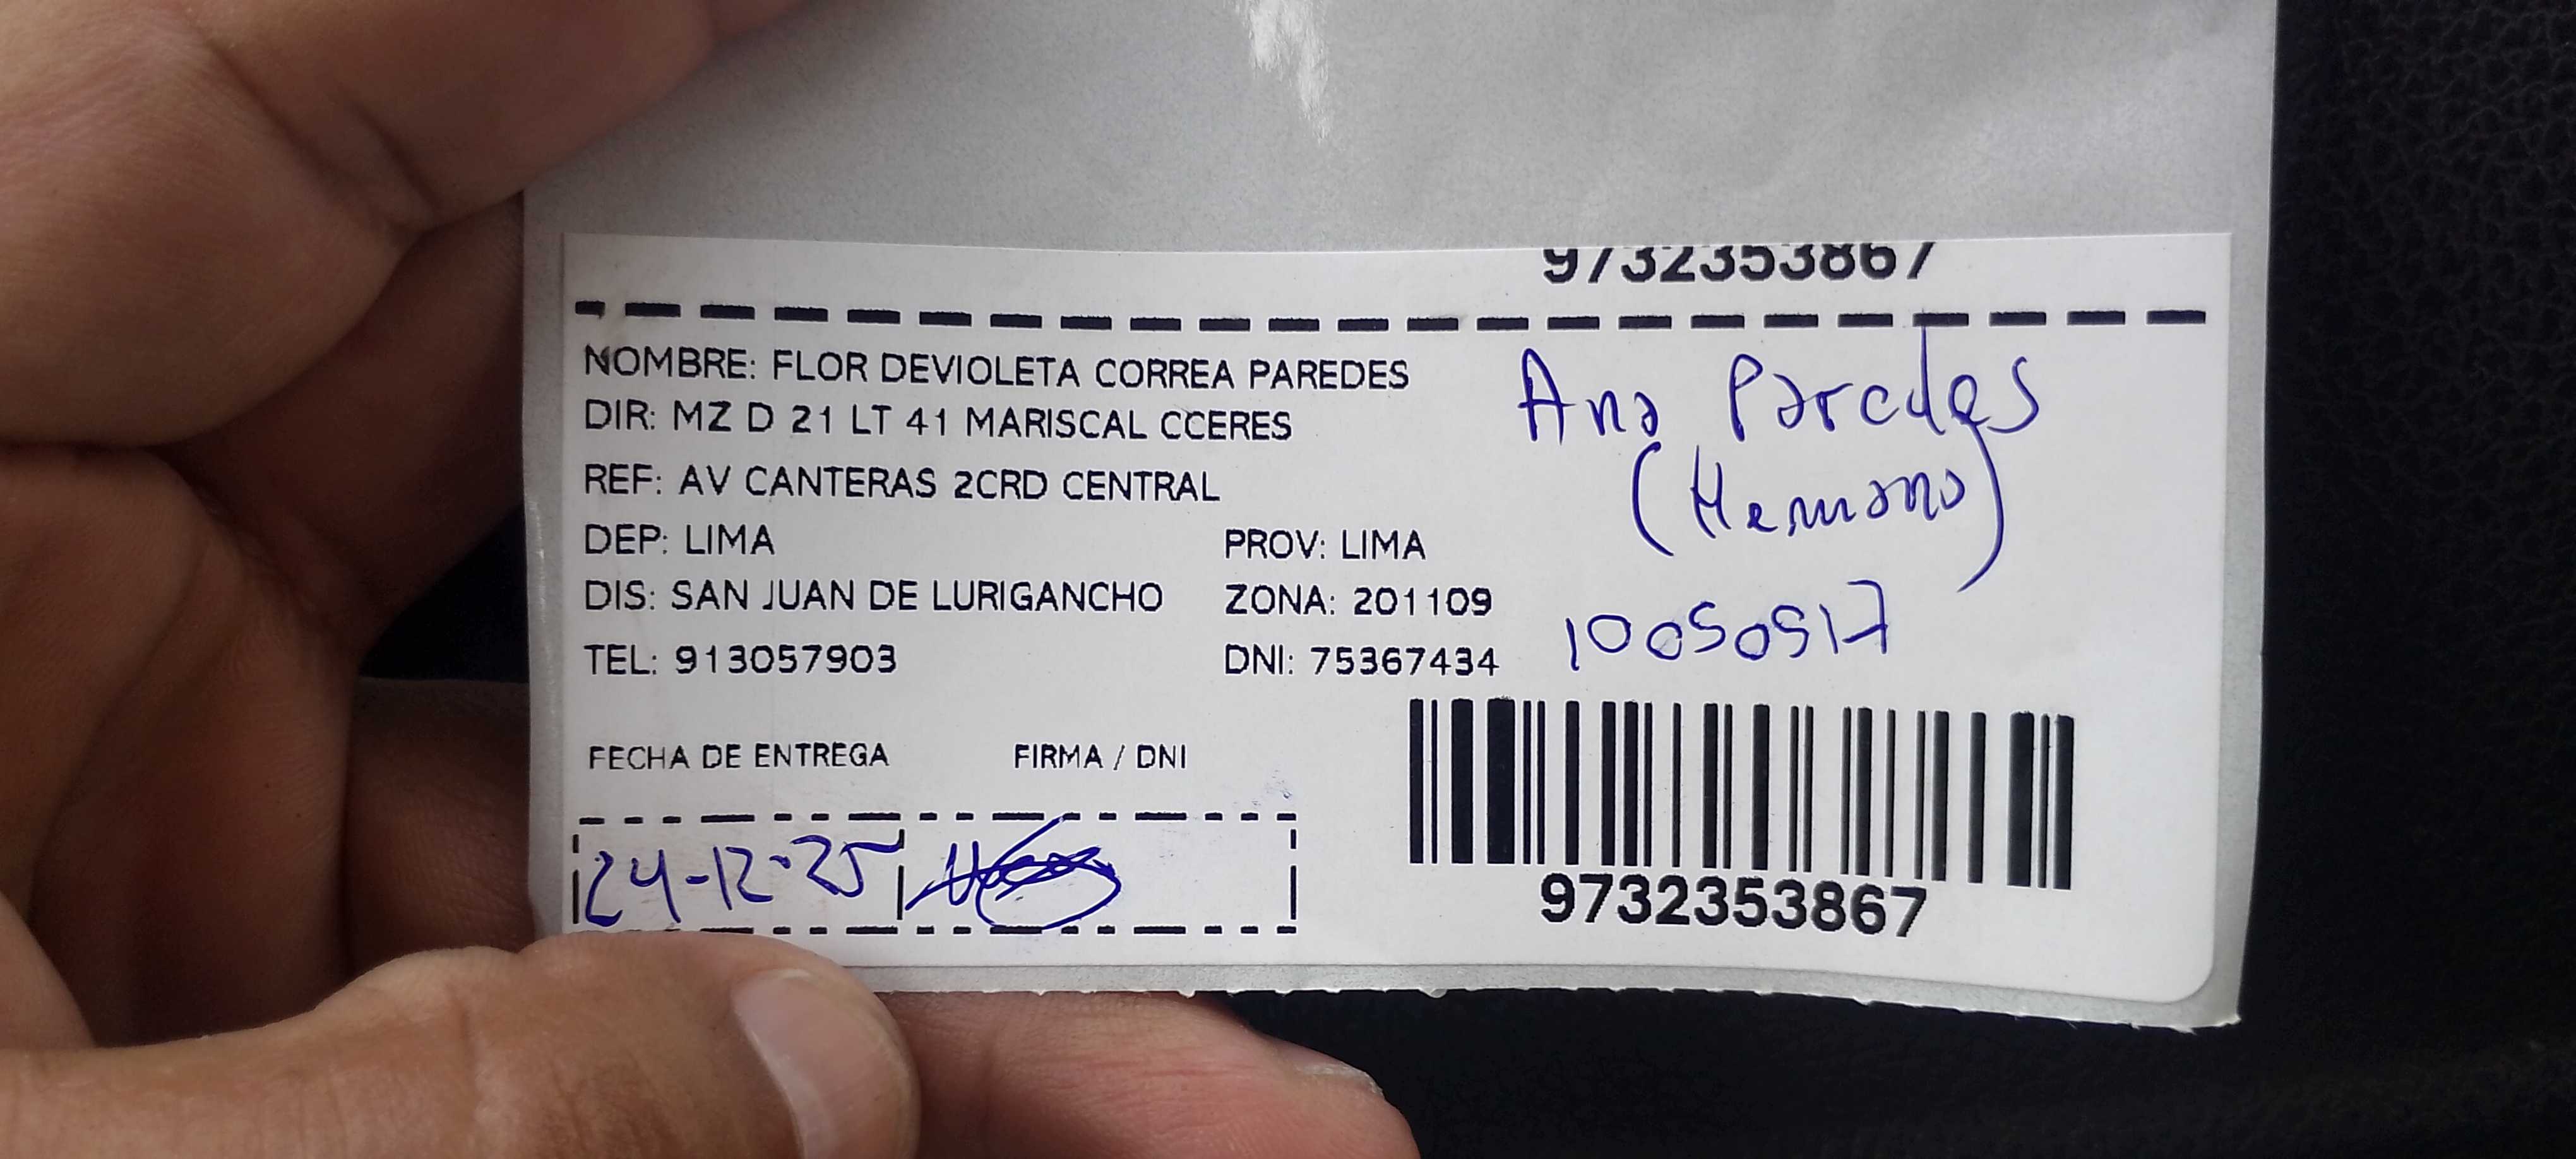 9732353867
NOMBRE: FLOR DEVIOLETA CORREA PAREDES
DIR: MZ D 21 LT 41 MARISCAL CCERES
REF: AV CANTERAS 2CRD CENTRAL
DEP: LIMA PROV: LIMA
DIS: SAN JUAN DE LURIGANCHO ZONA: 201109
TEL: 913057903 DNI: 75367434
Ana Paredes
(Hermano)
10050517
FECHA DE ENTREGA FIRMA / DNI
24-12-25
9732353867